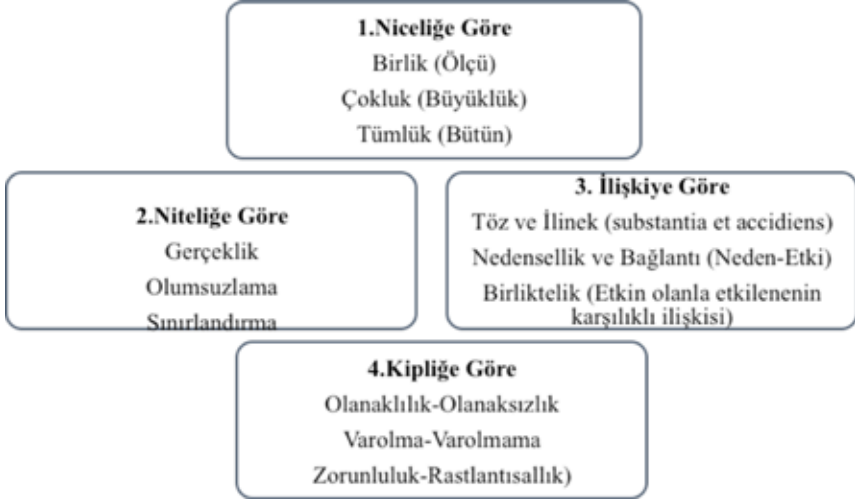 1.Niceliğe Göre
Birlik (Ölçü)
Çokluk (Büyüklük)
Tümlük (Bütün)
2.Niteliğe Göre
Gerçeklik
Olumsuzlama
Sınırlandırma
3. İlişkiye Göre
Töz ve İlinek (substantia et accidiens)
Nedensellik ve Bağlantı (Neden-Etki)
Birliktelik (Etkin olanla etkilenenin
karşılıklı ilişkisi)
4.Kipliğe Göre
Olanaklılık-Olanaksızlık
Varolma-Varolmama
Zorunluluk-Rastlantısallık)